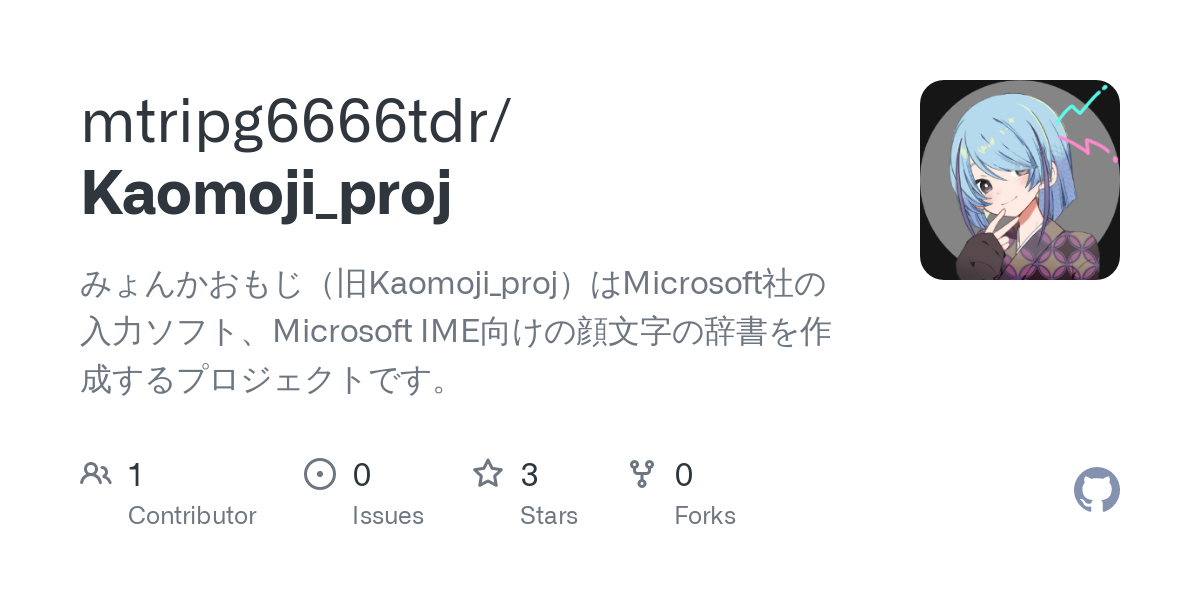 mtripg6666tdr/
Kaomoji_proj
みょんかおもじ（旧Kaomoji_proj）はMicrosoft社の
入力ソフト、Microsoft IME向けの顔文字の辞書を作
成するプロジェクトです。
1 0 3 0
Contributor Issues Stars Forks